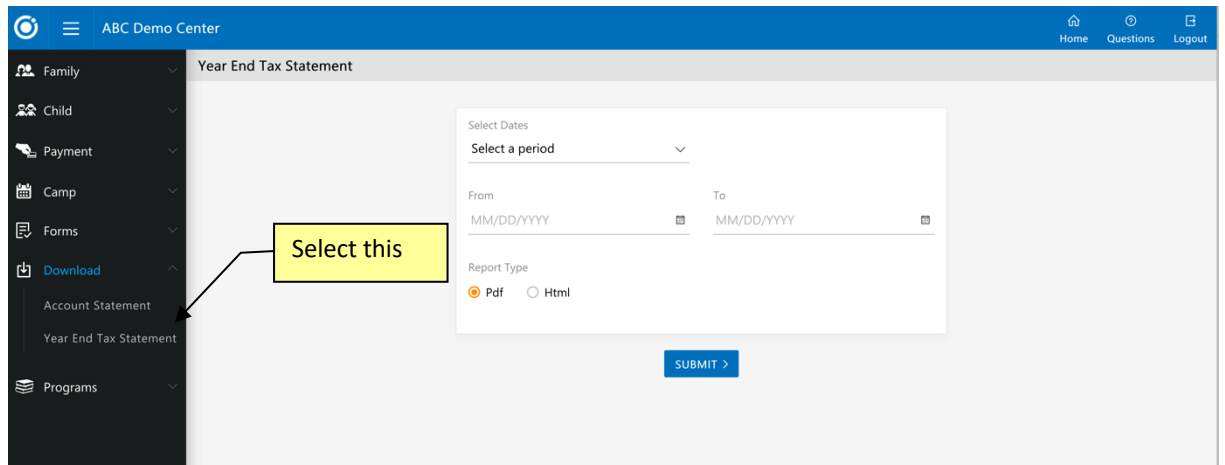 ABC Demo Center
Home Questions Logout
Family
Child
Payment
Camp
Forms
Download
Account Statement
Year End Tax Statement
Programs
Year End Tax Statement
Select Dates
Select a period
From To
MM/DD/YYYY MM/DD/YYYY
Report Type
Pdf Html
SUBMIT >
Select this